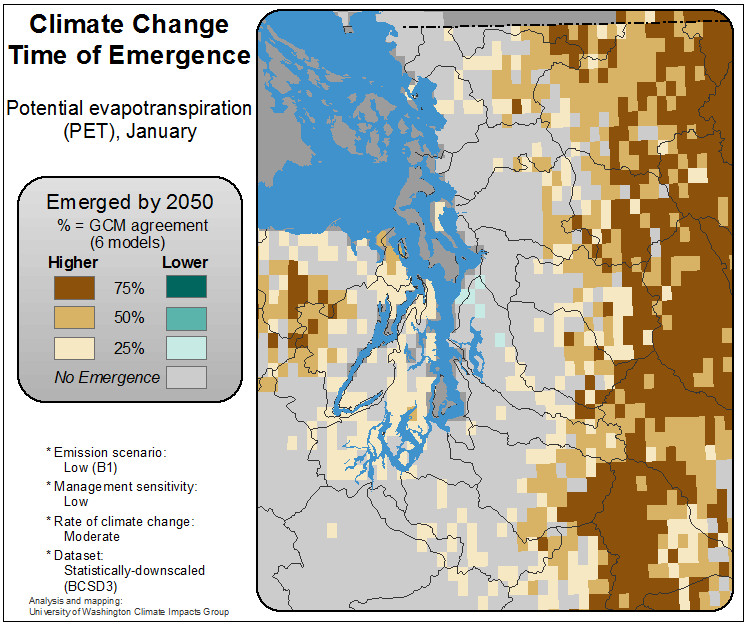 Climate Change
Time of Emergence
Potential evapotranspiration
(PET), January
Emerged by 2050
% = GCM agreement
(6 models)
Higher Lower
75%
50%
25%
No Emergence
* Emission scenario:
Low (B1)
* Management sensitivity:
Low
* Rate of climate change:
Moderate
* Dataset:
Statistically-downscaled
(BCSD3)
Analysis and mapping:
University of Washington Climate Impacts Group